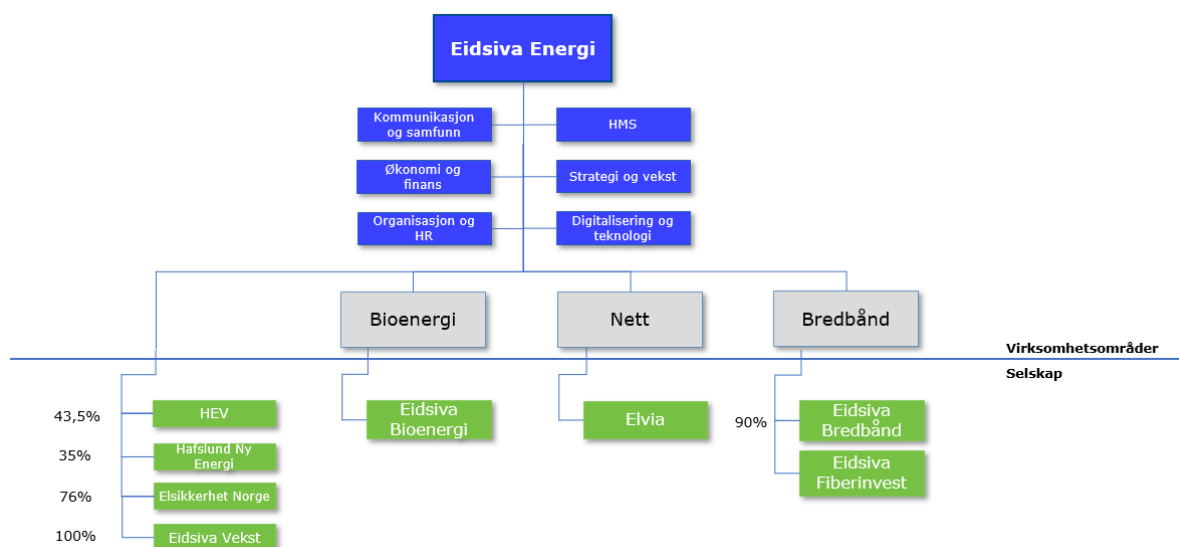 Eidsiva Energi
Kommunikasjon
og samfunn
HMS
Økonomi og
finans
Strategi og vekst
Organisasjon og
HR
Digitalisering og
teknologi
Bioenergi
Nett
Bredbånd
Virksomhetsområder
Selskap
43,5%
HEV
35%
Hafslund Ny
Energi
76%
Elsikkerhet Norge
100%
Eidsiva Vekst
Eidsiva
Bioenergi
Elvia
90%
Eidsiva
Bredbånd
Eidsiva
Fiberinvest